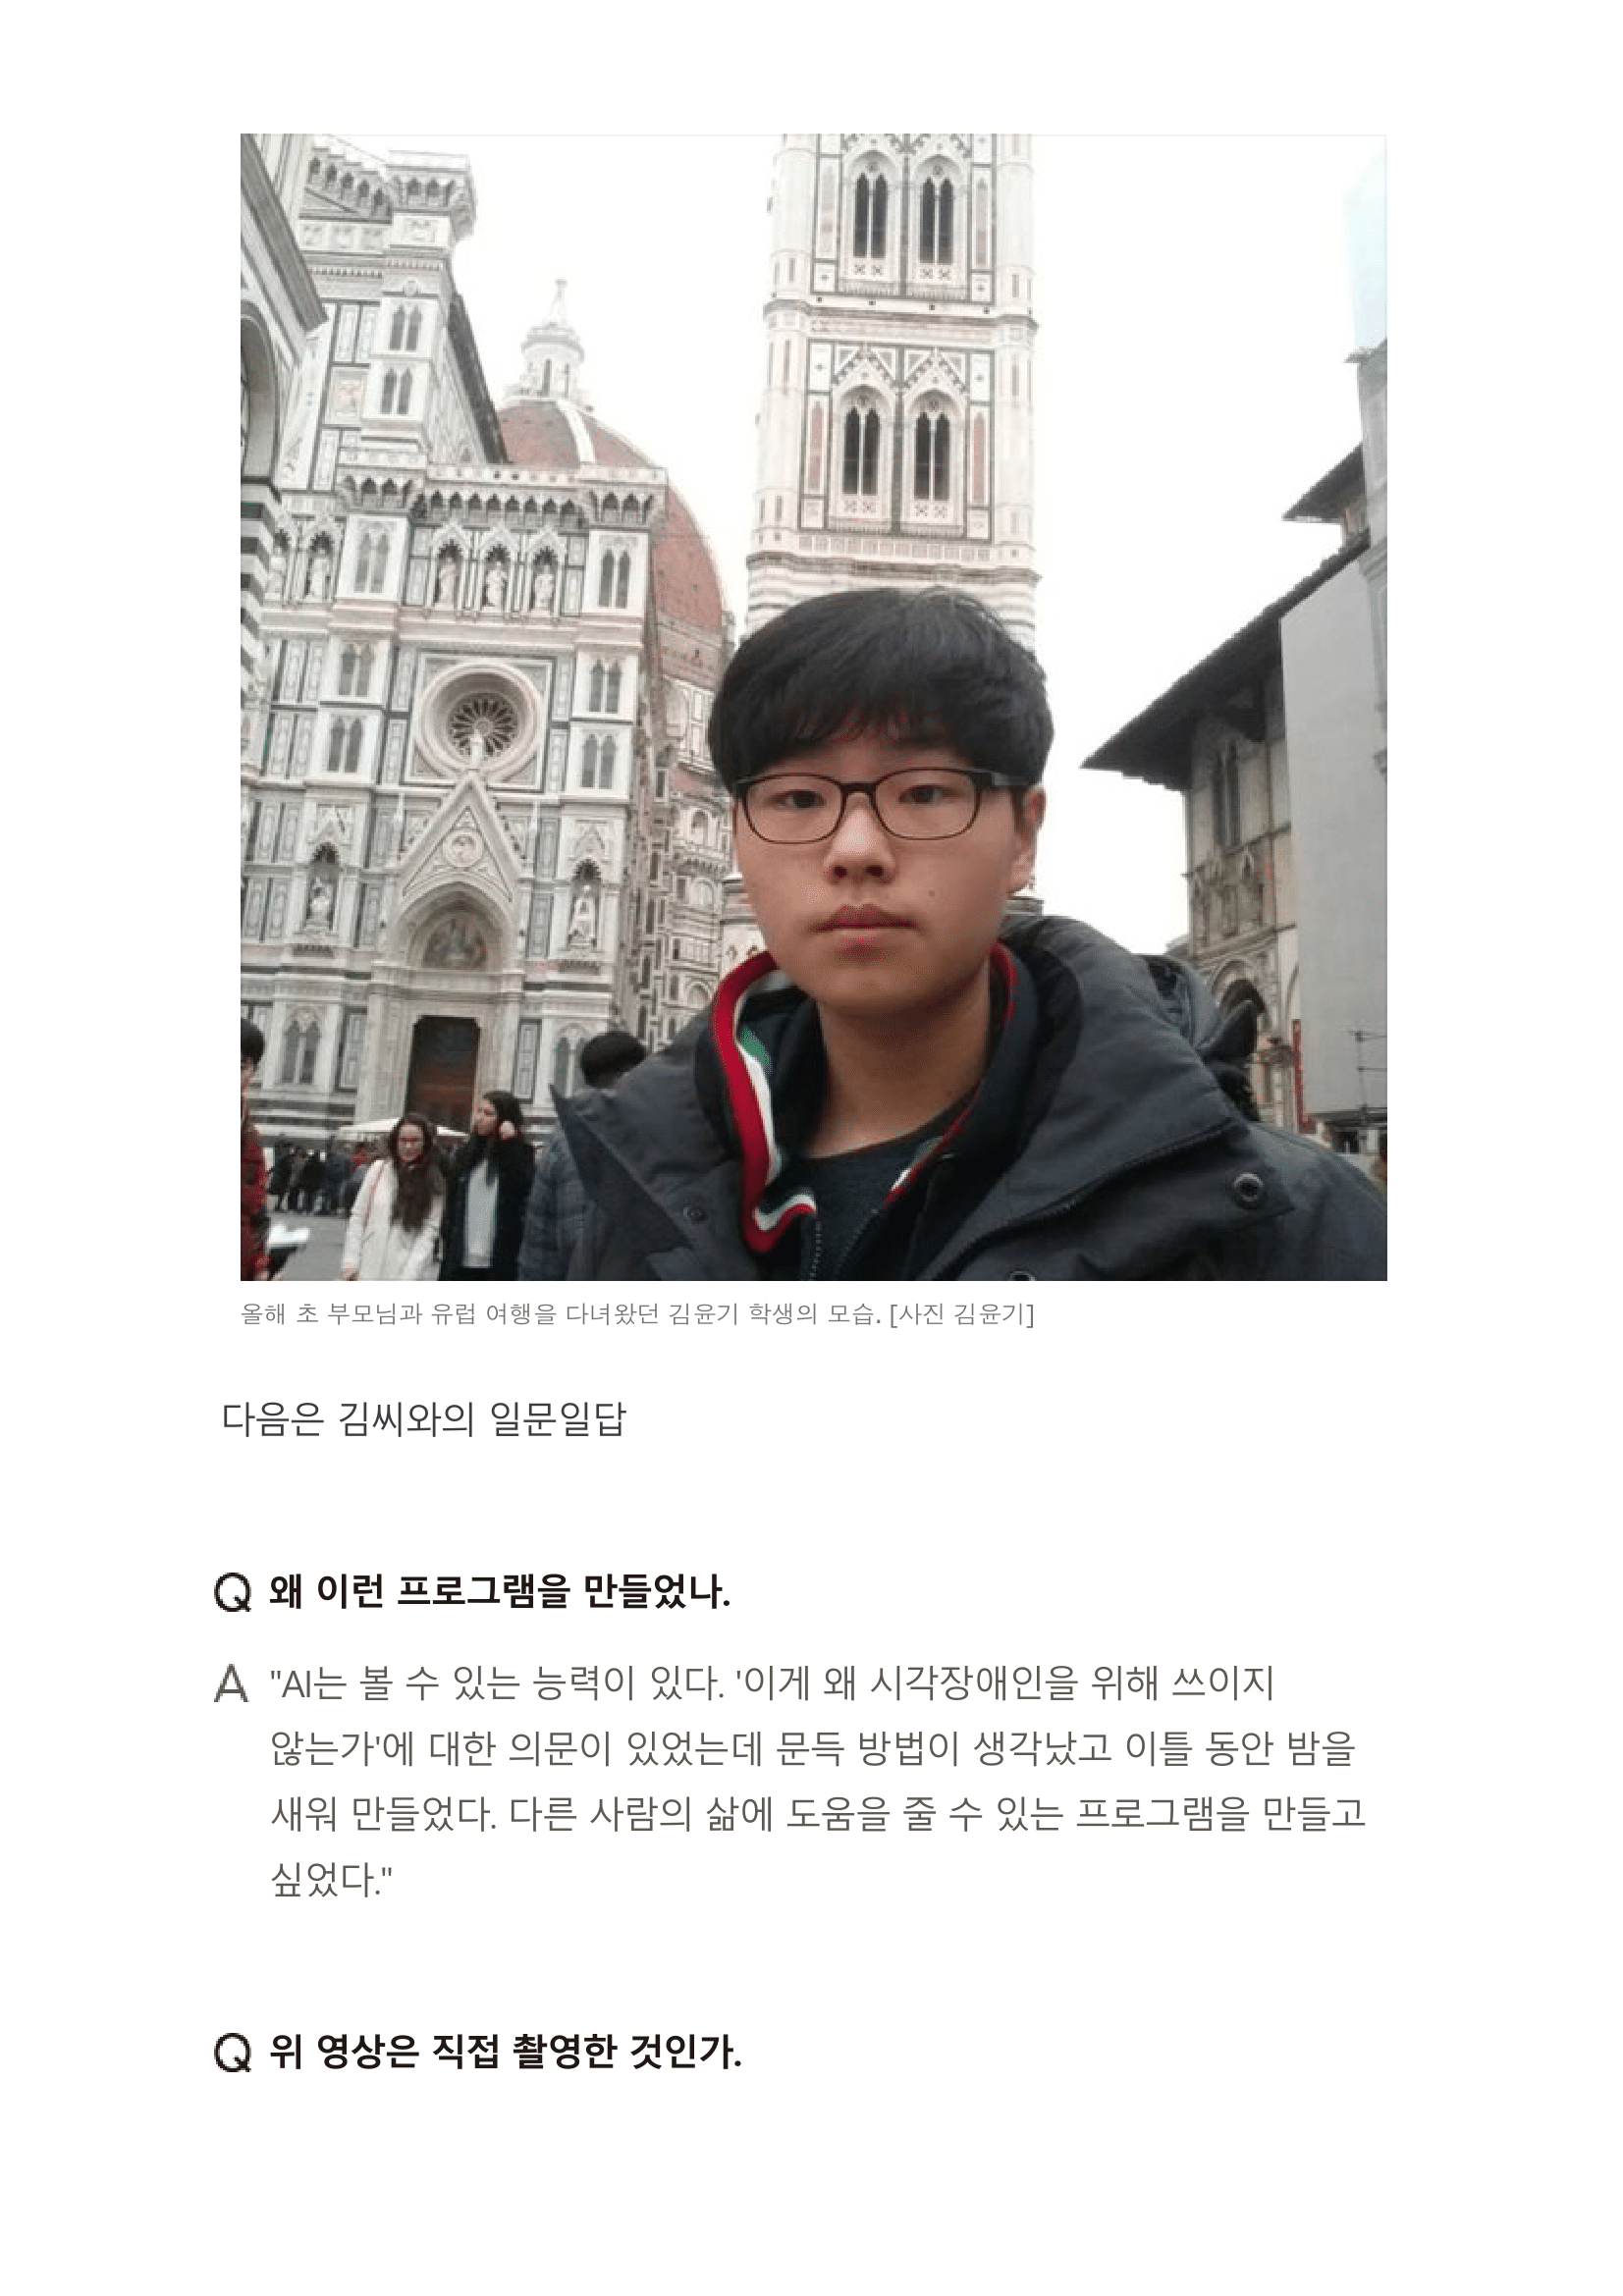 올해 초 부모님과 유럽 여행을 다녀왔던 김윤기 학생의 모습. [사진 김윤기]
다음은 김씨와의 일문일답
Q 왜 이런 프로그램을 만들었나.
A "AI는 볼 수 있는 능력이 있다. '이게 왜 시각장애인을 위해 쓰이지
않는가'에 대한 의문이 있었는데 문득 방법이 생각났고 이틀 동안 밤을
새워 만들었다. 다른 사람의 삶에 도움을 줄 수 있는 프로그램을 만들고
싶었다."
Q 위 영상은 직접 촬영한 것인가.